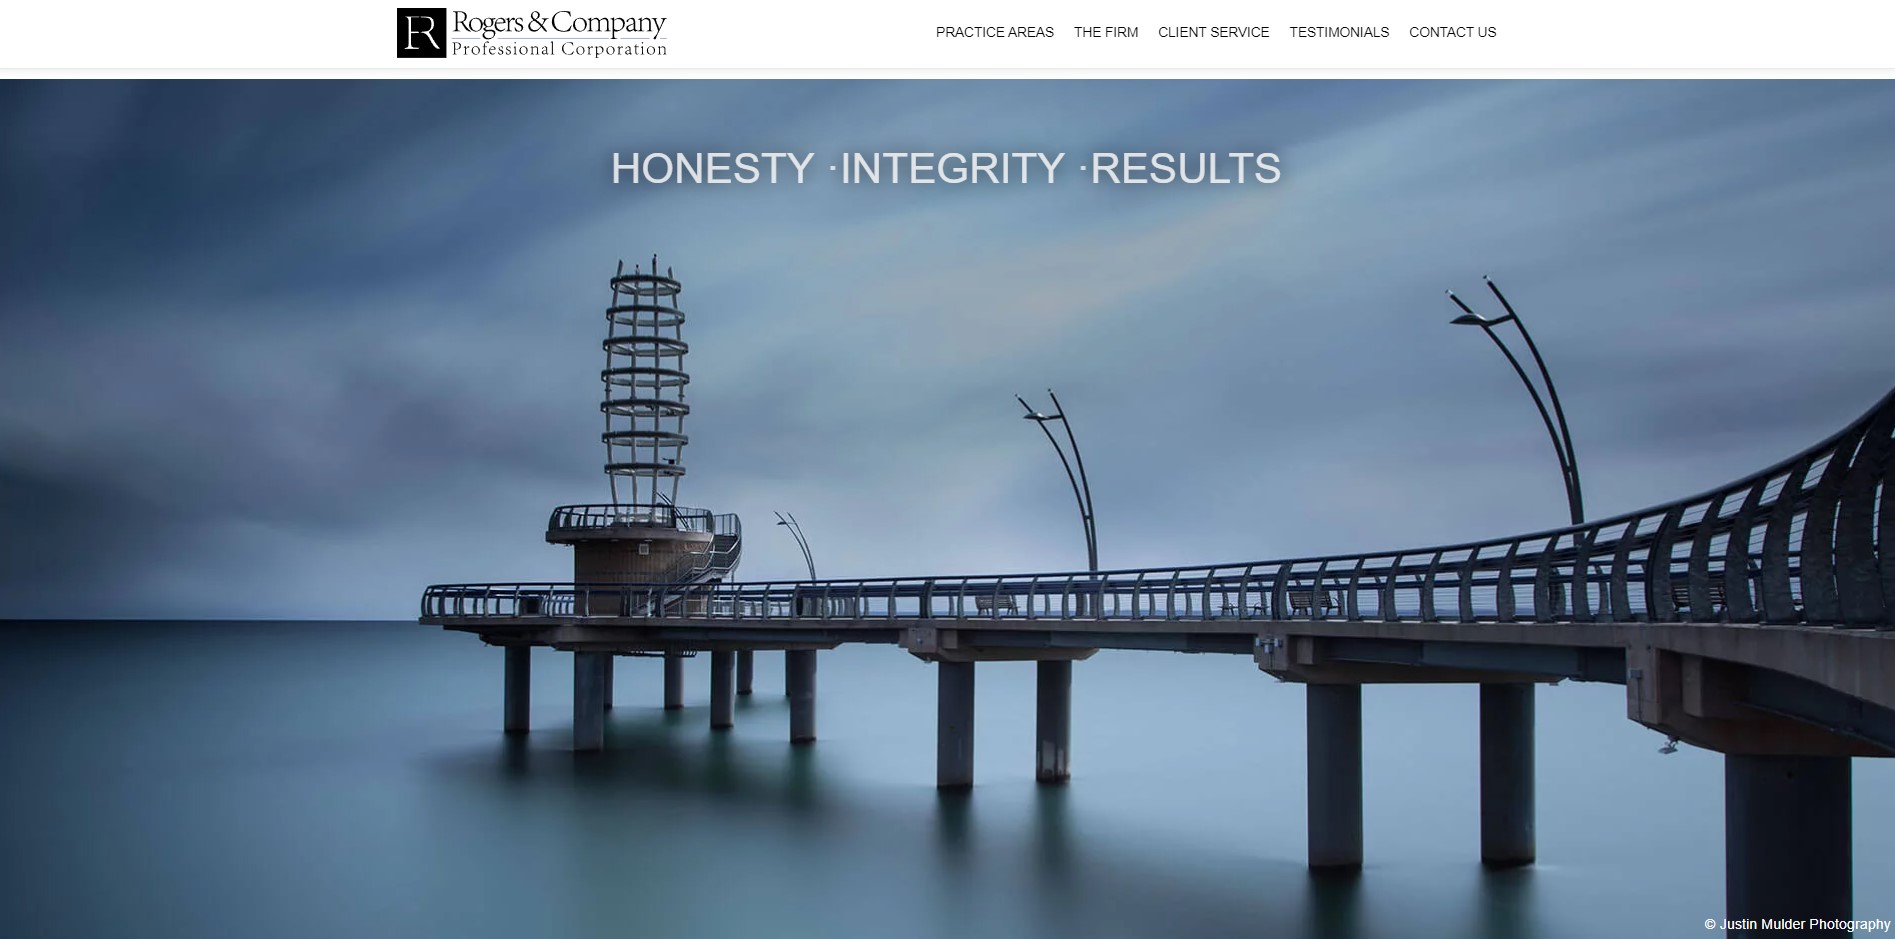 Rogers & Company
Professional Corporation
PRACTICE AREAS THE FIRM CLIENT SERVICE TESTIMONIALS CONTACT US
HONESTY ·INTEGRITY ·RESULTS
© Justin Mulder Photography